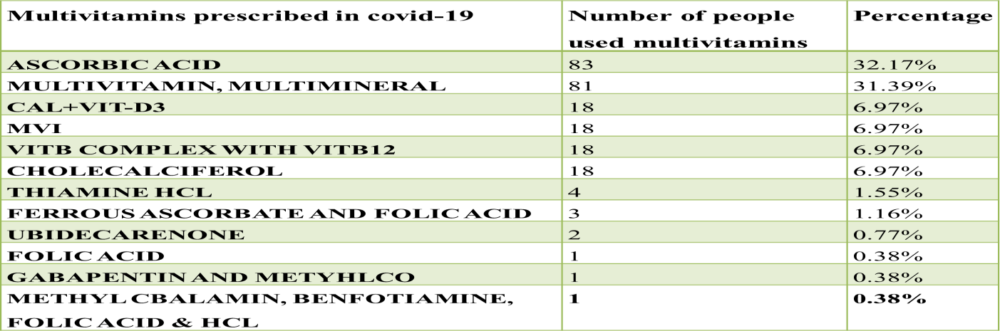 Multivitamins prescribed in covid-19 Number of people used multivitamins Percentage
ASCORBIC ACID 83 32.17%
MULTIVITAMIN, MULTIMINERAL 81 31.39%
CAL+VIT-D3 18 6.97%
MVI 18 6.97%
VITB COMPLEX WITH VITB12 18 6.97%
CHOLECALCIFEROL 18 6.97%
THIAMINE HCL 4 1.55%
FERROUS ASCORBATE AND FOLIC ACID 3 1.16%
UBIDECARENONE 2 0.77%
FOLIC ACID 1 0.38%
GABAPENTIN AND METYHLCO 1 0.38%
METHYL CBALAMIN, BENFOTIAMINE, 1 0.38%
FOLIC ACID & HCL